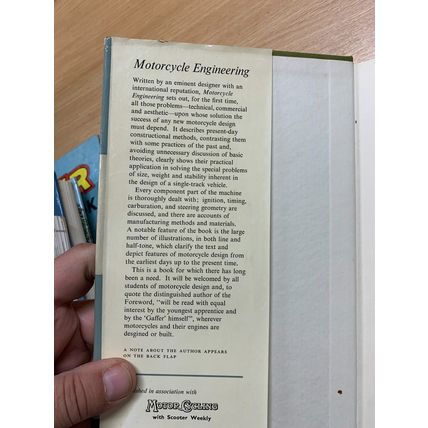 Motorcycle Engineering
Written by an eminent designer with an
international reputation, Motorcycle
Engineering sets out, for the first time,
all those problems—technical, commercial
and aesthetic—upon whose solution the
success of any new motorcycle design
must depend. It describes present-day
constructional methods, contrasting them
with some practices of the past and,
avoiding unnecessary discussion of basic
theories, clearly shows their practical
application in solving the special problems
of size, weight and stability inherent in
the design of a single-track vehicle.
Every component part of the machine
is thoroughly dealt with; ignition, timing,
carburation, and steering geometry are
discussed, and there are accounts of
manufacturing methods and materials.
A notable feature of the book is the large
number of illustrations, in both line and
half-tone, which clarify the text and
depict features of motorcycle design from
the earliest days up to the present time.
This is a book for which there has long
been a need. It will be welcomed by all
students of motorcycle design and, to
quote the distinguished author of the
Foreword, "will be read with equal
interest by the youngest apprentice and
by the 'Gaffer' himself", wherever
motorcycles and their engines are
desgined or built.
A NOTE ABOUT THE AUTHOR APPEARS
ON THE BACK FLAP
in association with
MOTOR CYCLING
with Scooter Weekly